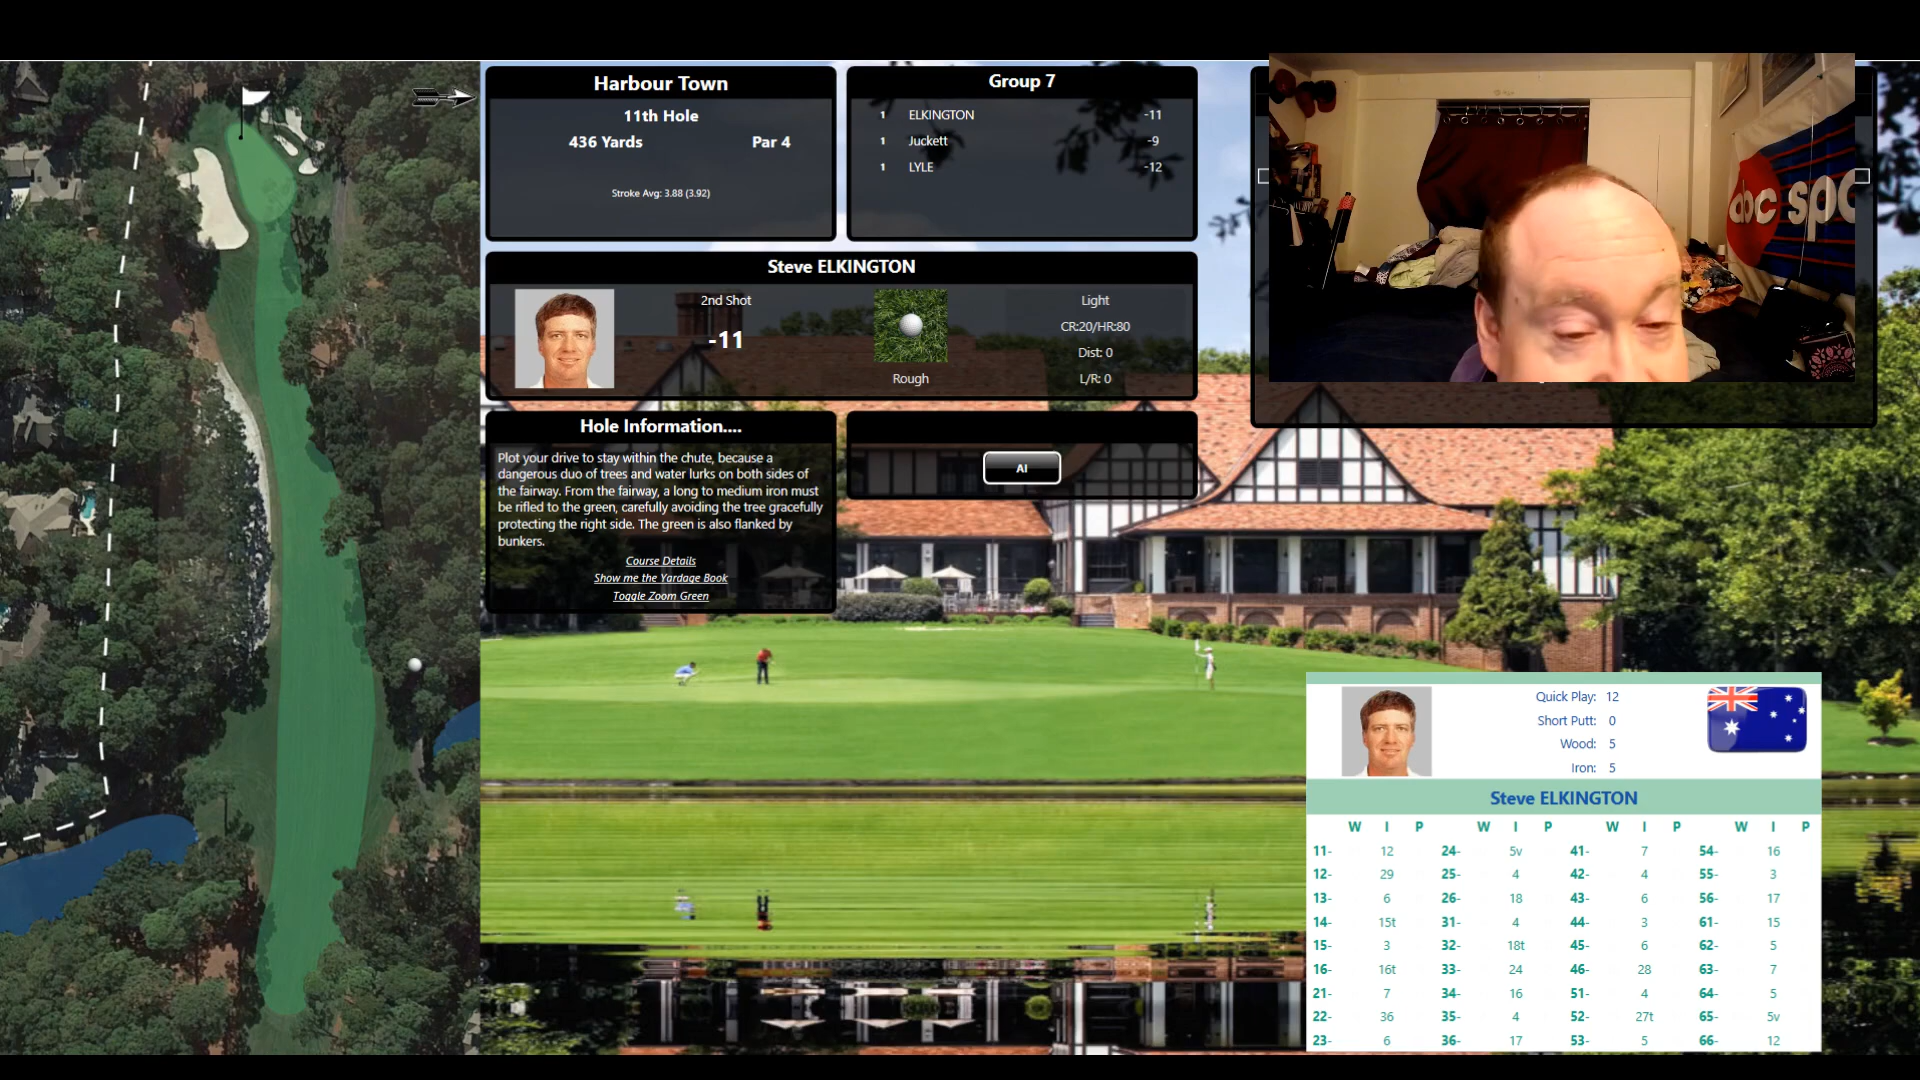 Harbour Town
11th Hole
436 Yards Par 4
Stroke Avg: 3.88 (3.92)
Group 7
1 ELKINGTON -11
1 Juckett -9
1 LYLE -12
Steve ELKINGTON
2nd Shot
-11
Rough
Light
CR:20/HR:80
Dist: 0
L/R: 0
Hole Information....
Plot your drive to stay within the chute, because a
dangerous duo of trees and water lurks on both sides of
the fairway. From the fairway, a long to medium iron must
be rifled to the green, carefully avoiding the tree gracefully
protecting the right side. The green is also flanked by
bunkers.
Course Details
Show me the Yardage Book
Toggle Zoom Green
AI
abc spo
Quick Play: 12
Short Putt: 0
Wood: 5
Iron: 5
Steve ELKINGTON
W I P W I P W I P W I P
11- 12 24- 5v 41- 7 54- 16
12- 29 25- 4 42- 4 55- 3
13- 6 26- 18 43- 6 56- 17
14- 15t 31- 4 44- 3 61- 15
15- 3 32- 18t 45- 6 62- 5
16- 16t 33- 24 46- 28 63- 7
21- 7 34- 16 51- 4 64- 5
22- 36 35- 4 52- 27t 65- 5v
23- 6 36- 17 53- 5 66- 12